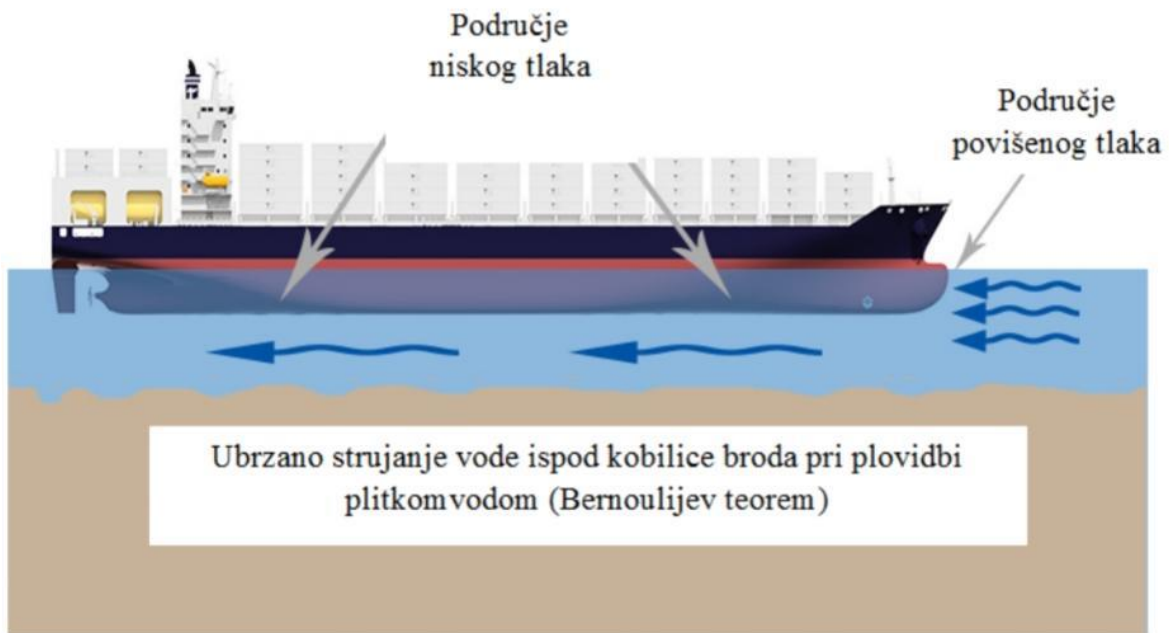 Područje
niskog tlaka
Područje
povišenog tlaka
Ubrzano strujanje vode ispod kobilice broda pri plovidbi
plitkomvodom (Bernoulijev teorem)